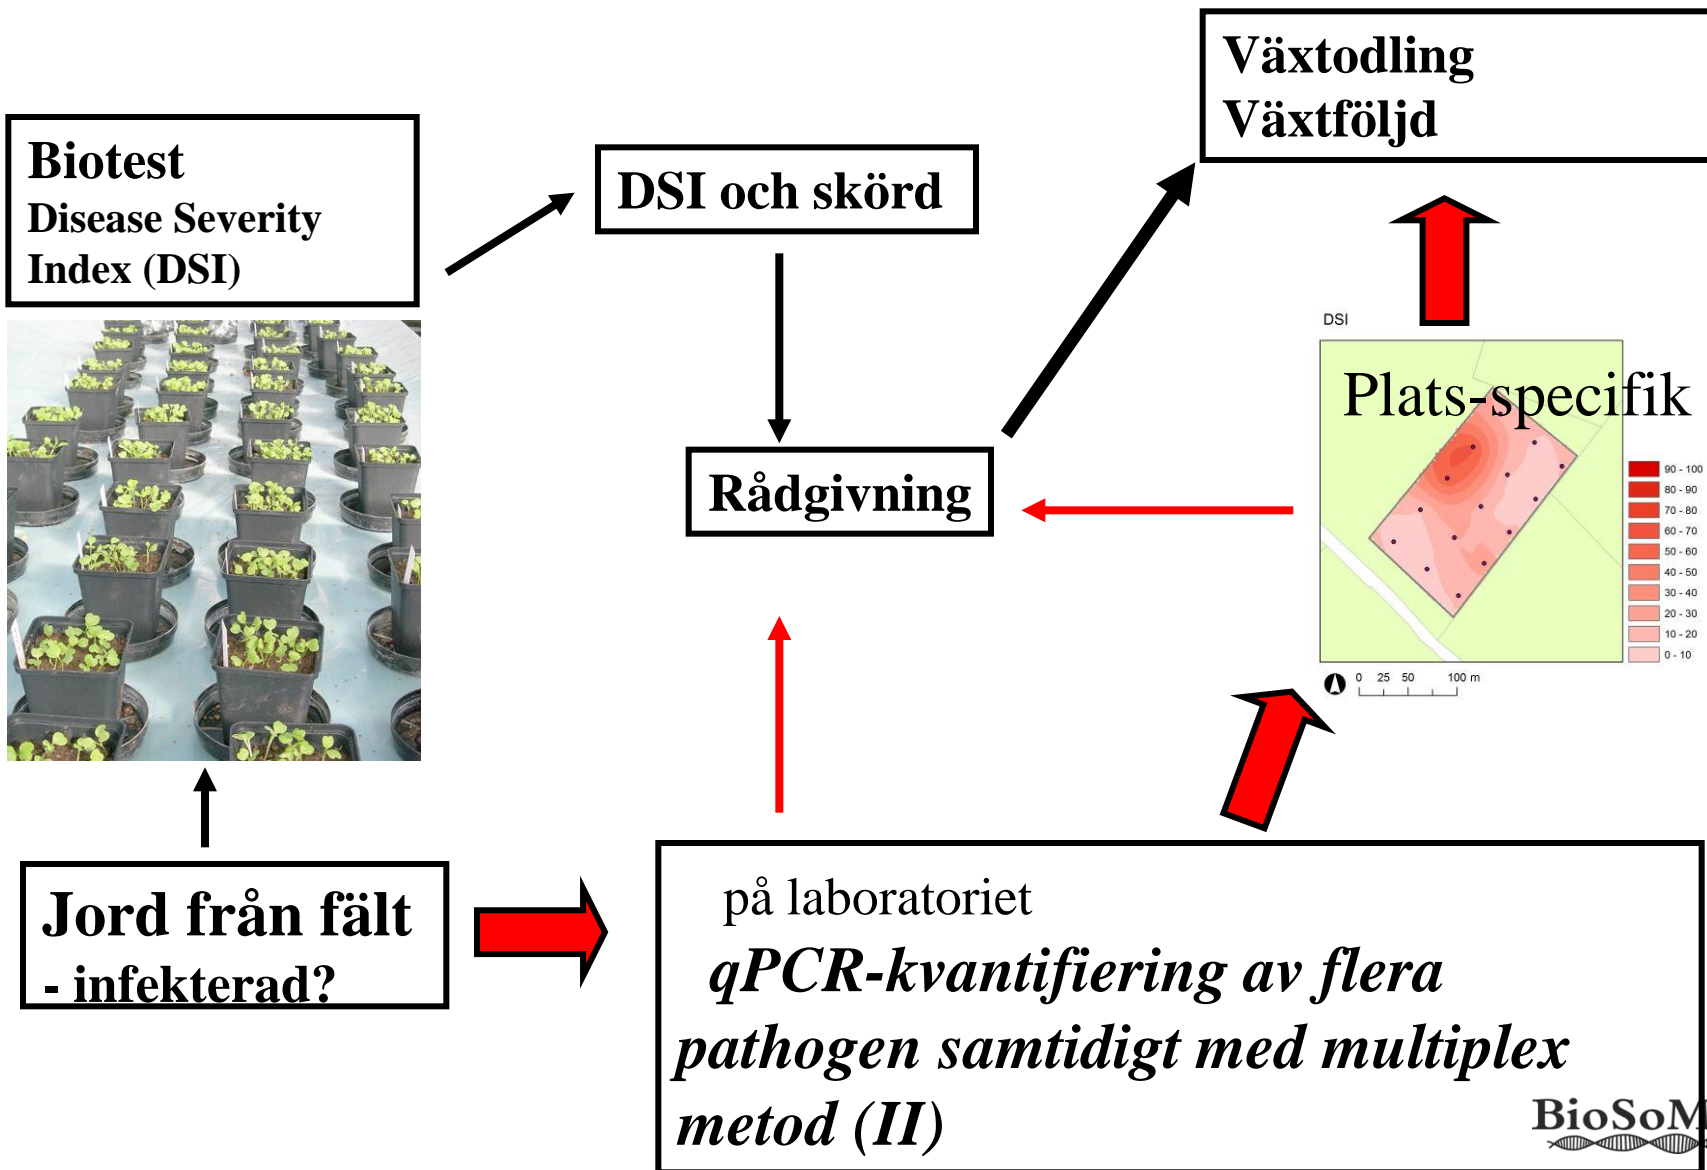 Växtodling
Växtföljd
Biotest
Disease Severity
Index (DSI)
DSI och skörd
DSI
Plats-specifik
90 - 100
80 - 90
70 - 80
60 - 70
50 - 60
40 - 50
30 - 40
20 - 30
10 - 20
0 - 10
0 25 50 100 m
Rådgivning
Jord från fält
- infekterad?
på laboratoriet
qPCR-kvantifiering av flera
pathogen samtidigt med multiplex
metod (II)
BioSoM